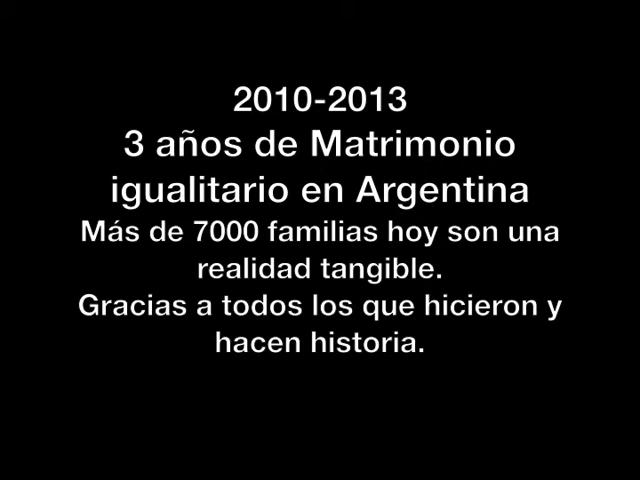 2010-2013
3 años de Matrimonio
igualitario en Argentina
Más de 7000 familias hoy son una
realidad tangible.
Gracias a todos los que hicieron y
hacen historia.